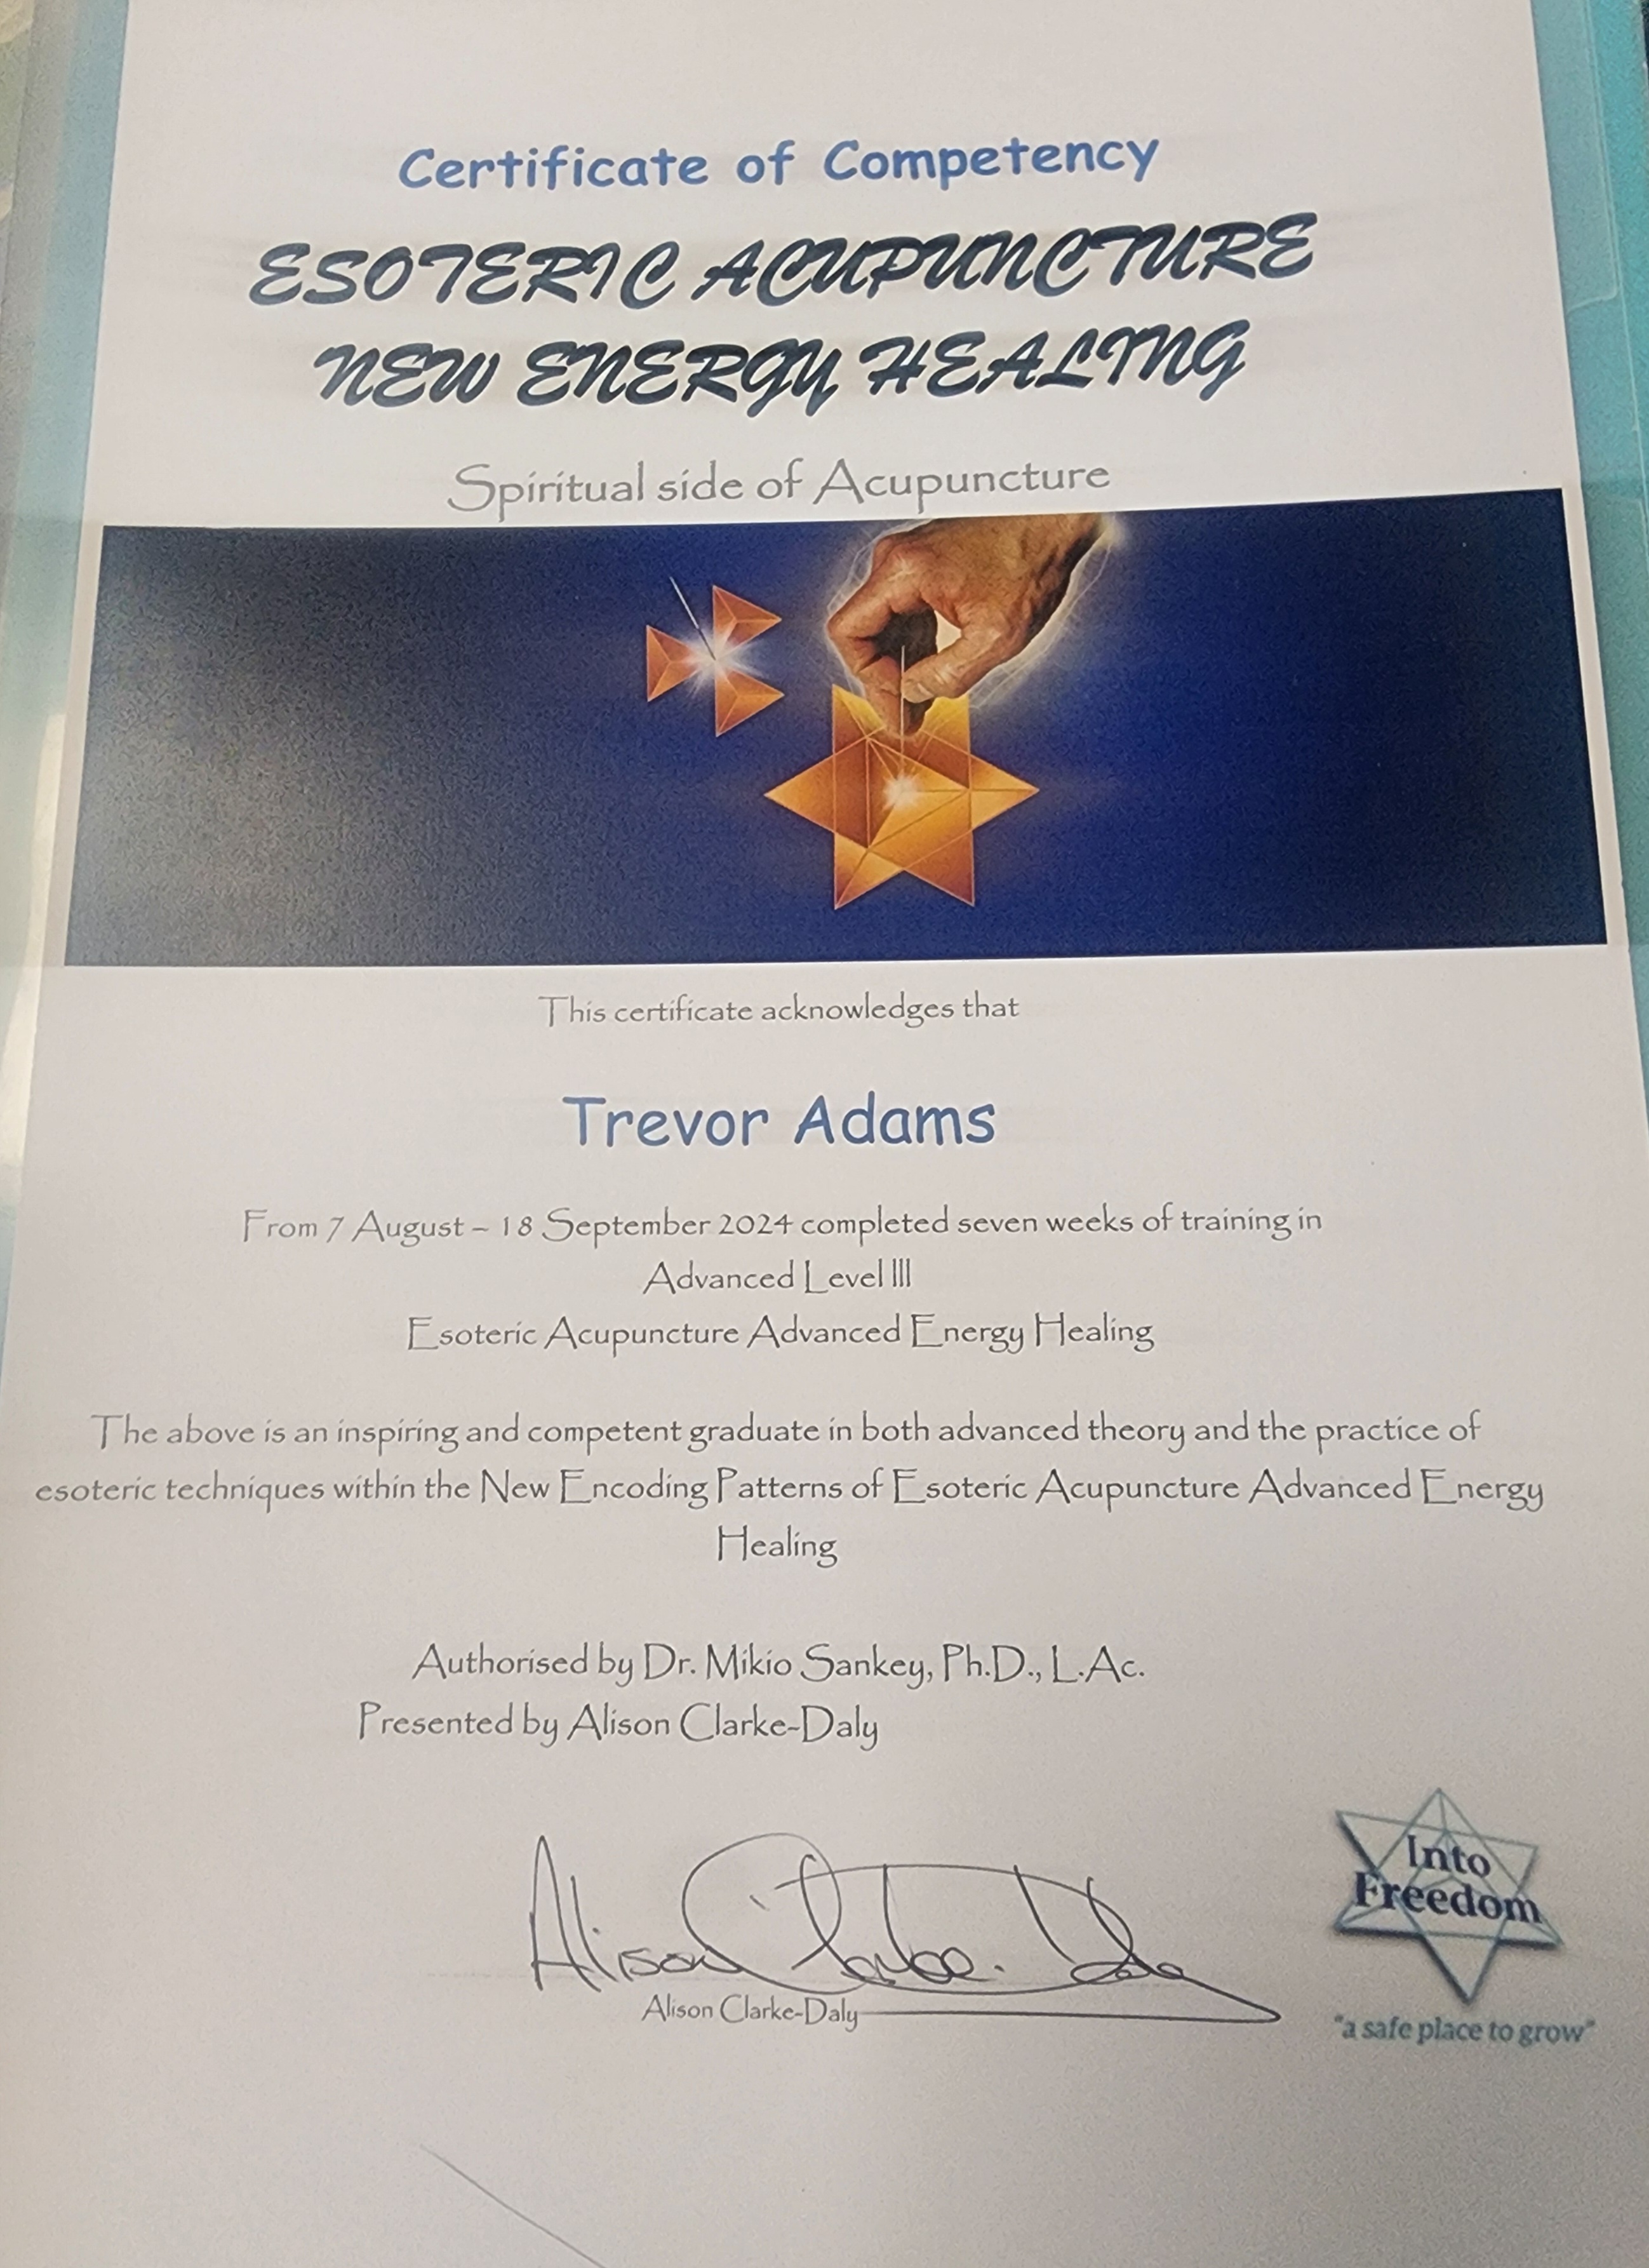 Certificate of Competency
ESOTERIC ACUPUNCTURE
NEW ENERGY HEALING
Spiritual side of Acupuncture
This certificate acknowledges that
Trevor Adams
From 7 August – 18 September 2024 completed seven weeks of training in
Advanced Level III
Esoteric Acupuncture Advanced Energy Healing
The above is an inspiring and competent graduate in both advanced theory and the practice of
esoteric techniques within the New Encoding Patterns of Esoteric Acupuncture Advanced Energy
Healing
Authorised by Dr. Mikio Sankey, Ph.D., L.Ac.
Presented by Alison Clarke-Daly
Alison Clarke-Daly
Alison Clarke-Daly
Into
Freedom
"a safe place to grow"